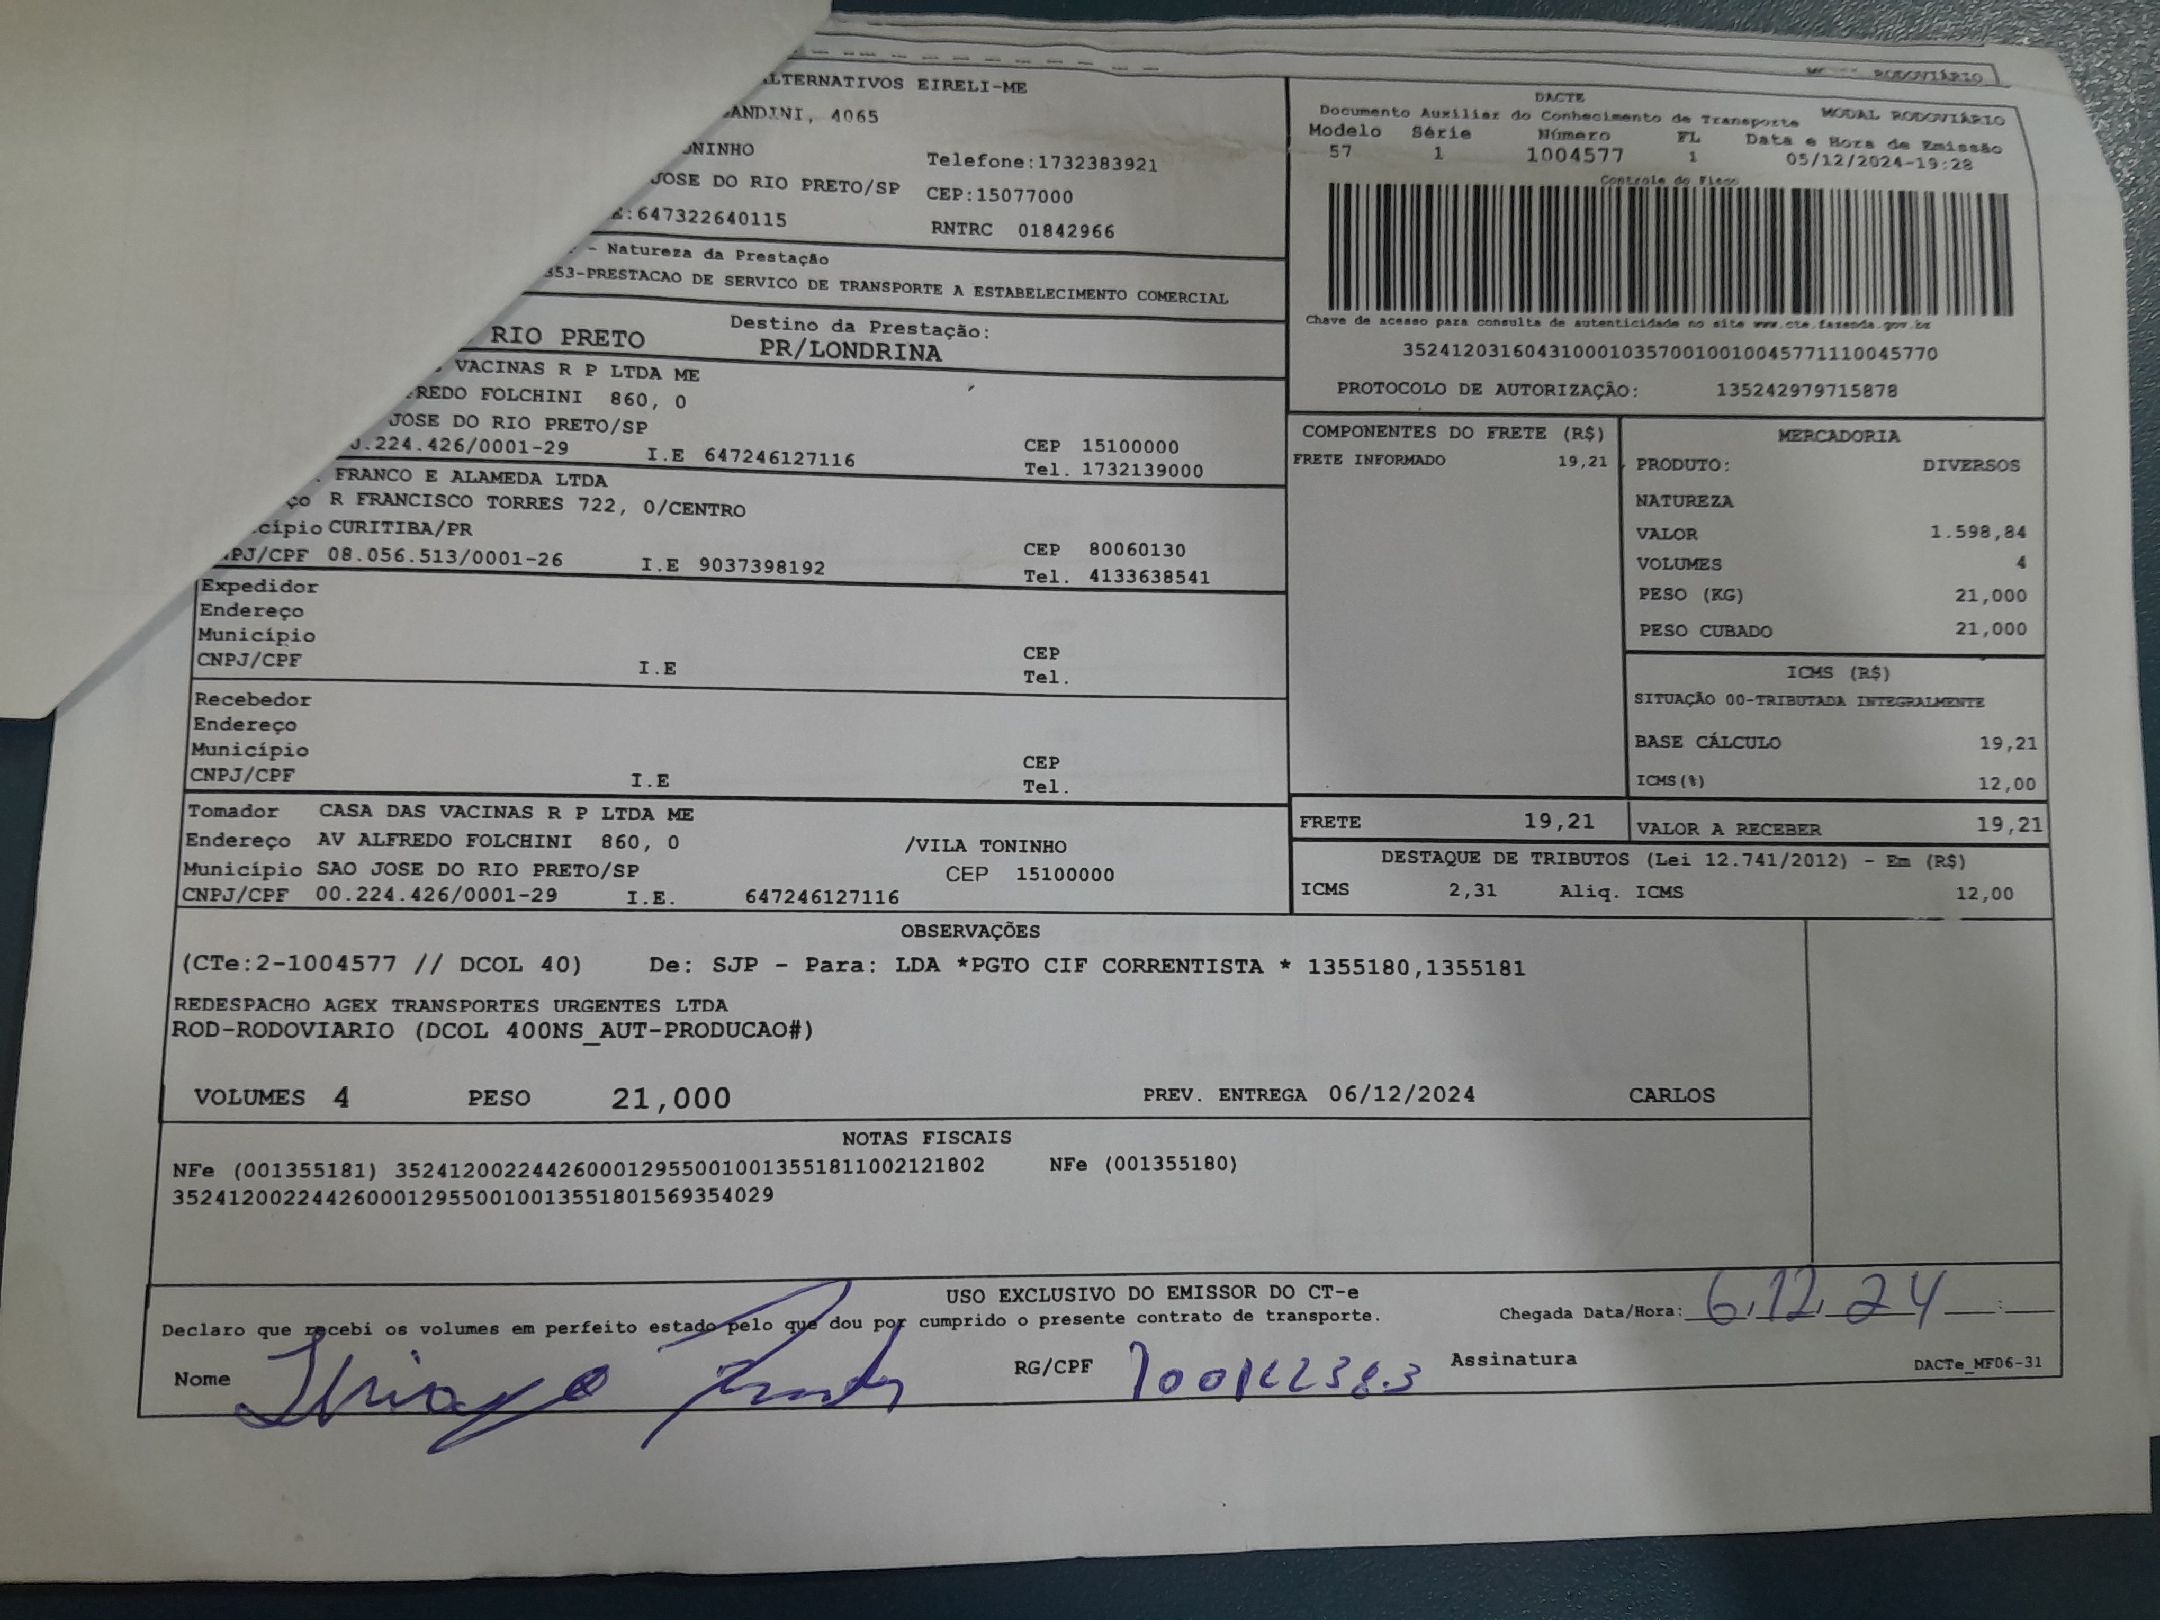 ALTERNATIVOS EIRELI-ME
ANDINI, 4065
ONINHO
Telefone:1732383921
JOSE DO RIO PRETO/SP CEP:15077000
E:647322640115
RNTRC 01842966
- Natureza da Prestação
353-PRESTACAO DE SERVICO DE TRANSPORTE A ESTABELECIMENTO COMERCIAL
RIO PRETO
Destino da Prestação:
PR/LONDRINA
MODAL RODOVIÁRIO
DACTE
Documento Auxiliar do Conhecimento de Transporte MODAL RODOVIÁRIO
Modelo Série Número FL Data e Hora de Emissão
57 1 1004577 1 05/12/2024-19:28
Controle do Fisco
Chave de acesso para consulta de autenticidade no site www.cte.fazenda.gov.br
35241203160431000103570010010045771110045770
PROTOCOLO DE AUTORIZAÇÃO: 135242979715878
VACINAS R P LTDA ME
FREDO FOLCHINI 860, 0
JOSE DO RIO PRETO/SP
0.224.426/0001-29 I.E 647246127116
CEP 15100000
Tel. 1732139000
FRANCO E ALAMEDA LTDA
ço R FRANCISCO TORRES 722, 0/CENTRO
cípio CURITIBA/PR
NPJ/CPF 08.056.513/0001-26 I.E 9037398192
CEP 80060130
Tel. 4133638541
Expedidor
Endereço
Município
CNPJ/CPF I.E
CEP
Tel.
Recebedor
Endereço
Município
CNPJ/CPF I.E
CEP
Tel.
Tomador CASA DAS VACINAS R P LTDA ME
Endereço AV ALFREDO FOLCHINI 860, 0 /VILA TONINHO
Município SAO JOSE DO RIO PRETO/SP CEP 15100000
CNPJ/CPF 00.224.426/0001-29 I.E. 647246127116
COMPONENTES DO FRETE (R$)
FRETE INFORMADO 19,21
MERCADORIA
PRODUTO: DIVERSOS
NATUREZA
VALOR 1.598,84
VOLUMES 4
PESO (KG) 21,000
PESO CUBADO 21,000
ICMS (R$)
SITUAÇÃO 00-TRIBUTADA INTEGRALMENTE
BASE CÁLCULO 19,21
ICMS(%) 12,00
FRETE 19,21 VALOR A RECEBER 19,21
DESTAQUE DE TRIBUTOS (Lei 12.741/2012) - Em (R$)
ICMS 2,31 Aliq. ICMS 12,00
OBSERVAÇÕES
(CTe:2-1004577 // DCOL 40) De: SJP - Para: LDA *PGTO CIF CORRENTISTA * 1355180,1355181
REDESPACHO AGEX TRANSPORTES URGENTES LTDA
ROD-RODOVIARIO (DCOL 400NS_AUT-PRODUCAO#)
VOLUMES 4 PESO 21,000 PREV. ENTREGA 06/12/2024 CARLOS
NOTAS FISCAIS
NFe (001355181) 35241200224426000129550010013551811002121802 NFe (001355180)
35241200224426000129550010013551801569354029
USO EXCLUSIVO DO EMISSOR DO CT-e
Declaro que recebi os volumes em perfeito estado pelo que dou por cumprido o presente contrato de transporte.
Chegada Data/Hora: 6.12.24
Nome Thiago
RG/CPF
Assinatura
DACTe_MF06-31